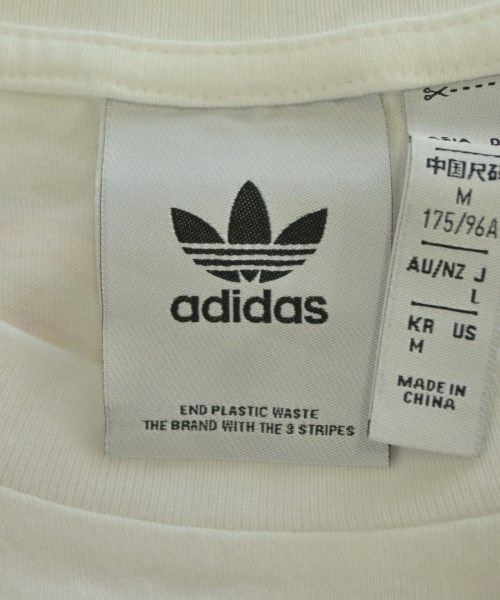 adidas
END PLASTIC WASTE
THE BRAND WITH THE 3 STRIPES
中国尺码
M
175/96A
AU/NZ J
L
KR US
M
MADE IN
CHINA